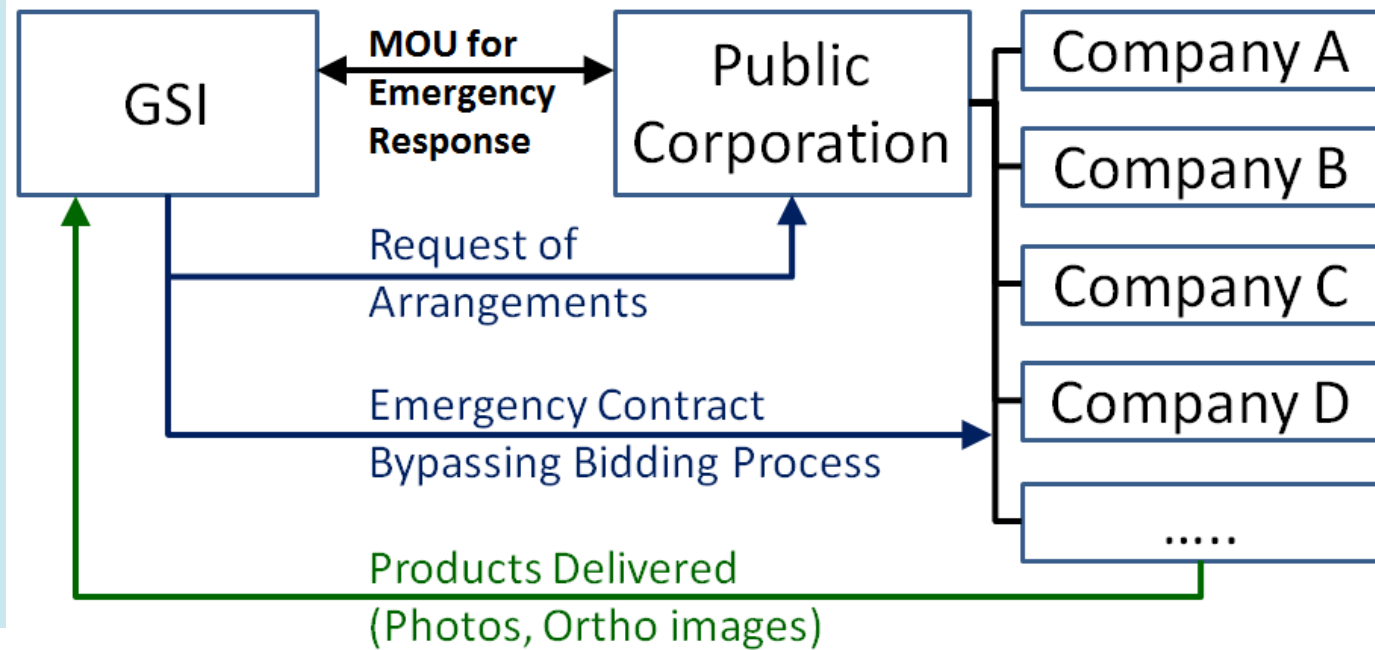 GSI
MOU for
Emergency
Response
Public
Corporation
Company A
Company B
Company C
Company D
.....
Request of
Arrangements
Emergency Contract
Bypassing Bidding Process
Products Delivered
(Photos, Ortho images)